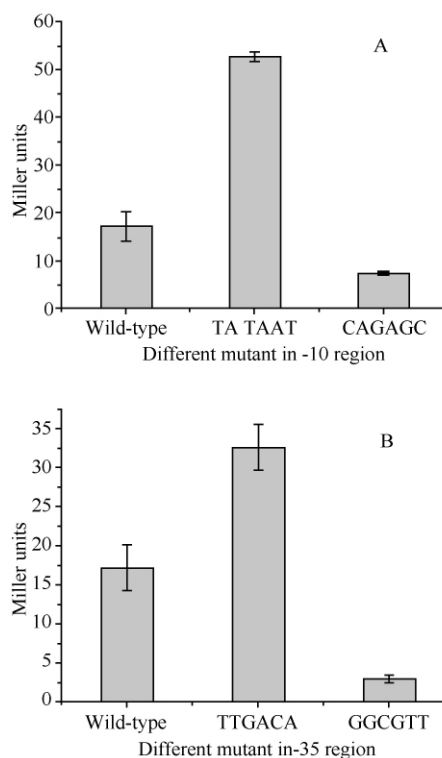 A
60
50
40
30
20
10
0
Miller units
Wild-type TA TAAT CAGAGC
Different mutant in -10 region
B
35
30
25
20
15
10
5
0
Miller units
Wild-type TTGACA GGCGTT
Different mutant in-35 region